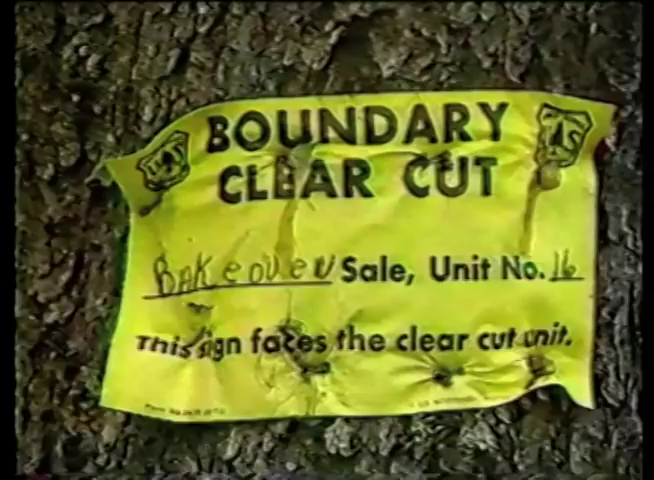 BOUNDARY
CLEAR CUT
BAKeoveN Sale, Unit No. 16
This sign faces the clear cut unit.